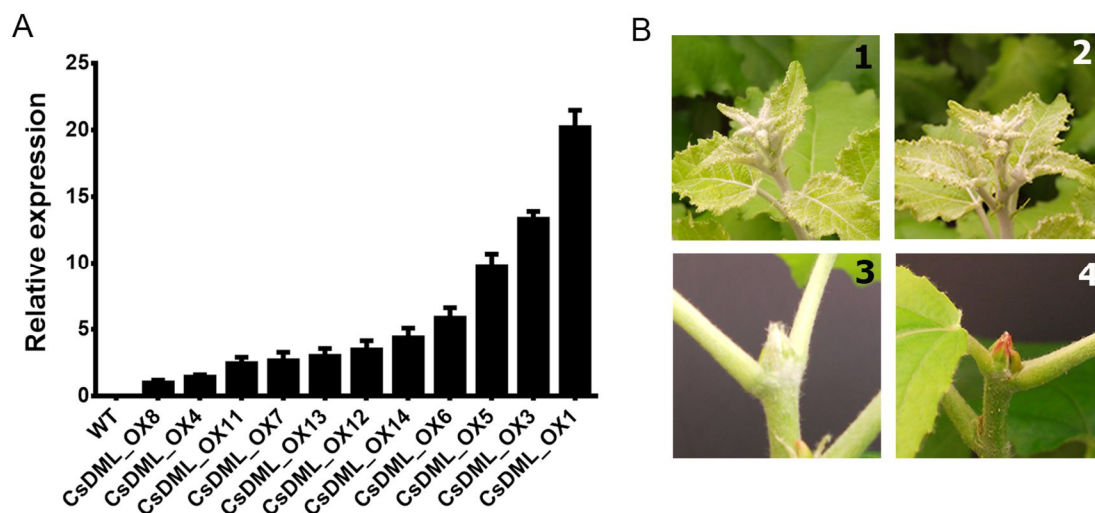 A
B
Relative expression
25
20
15
10
5
0
WT
CsDML_OX8
CsDML_OX4
CsDML_OX11
CsDML_OX7
CsDML_OX13
CsDML_OX12
CsDML_OX14
CsDML_OX6
CsDML_OX5
CsDML_OX3
CsDML_OX1
1
2
3
4